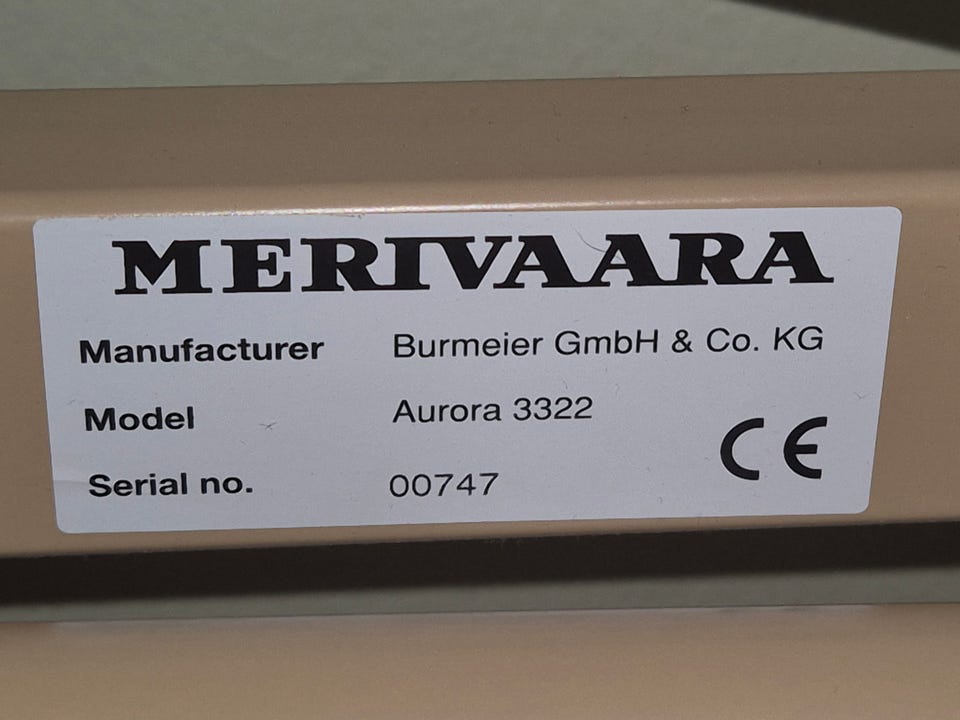 MERIVAARA
Manufacturer Burmeier GmbH & Co. KG
Model Aurora 3322
Serial no. 00747
CE